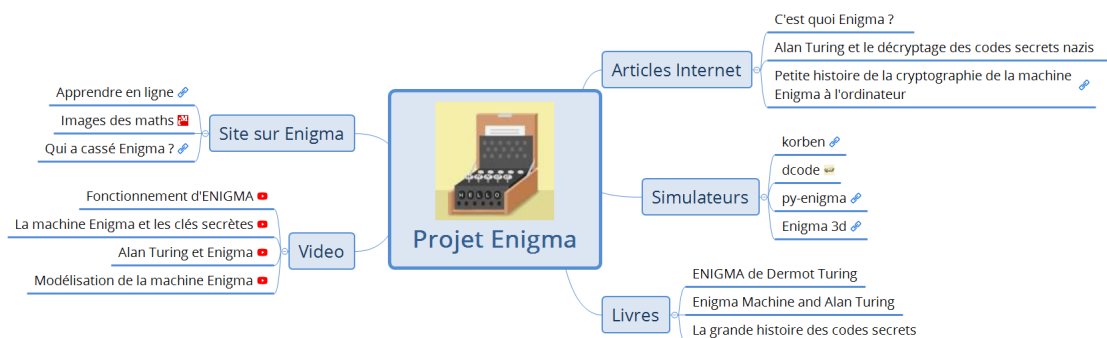 C'est quoi Enigma ?
Articles Internet
Alan Turing et le décryptage des codes secrets nazis
Petite histoire de la cryptographie de la machine
Enigma à l'ordinateur
Apprendre en ligne
Images des maths
Qui a cassé Enigma ?
Site sur Enigma
korben
dcode
py-enigma
Enigma 3d
Simulateurs
HELLO
Projet Enigma
Fonctionnement d'ENIGMA
La machine Enigma et les clés secrètes
Alan Turing et Enigma
Modélisation de la machine Enigma
Video
Livres
ENIGMA de Dermot Turing
Enigma Machine and Alan Turing
La grande histoire des codes secrets